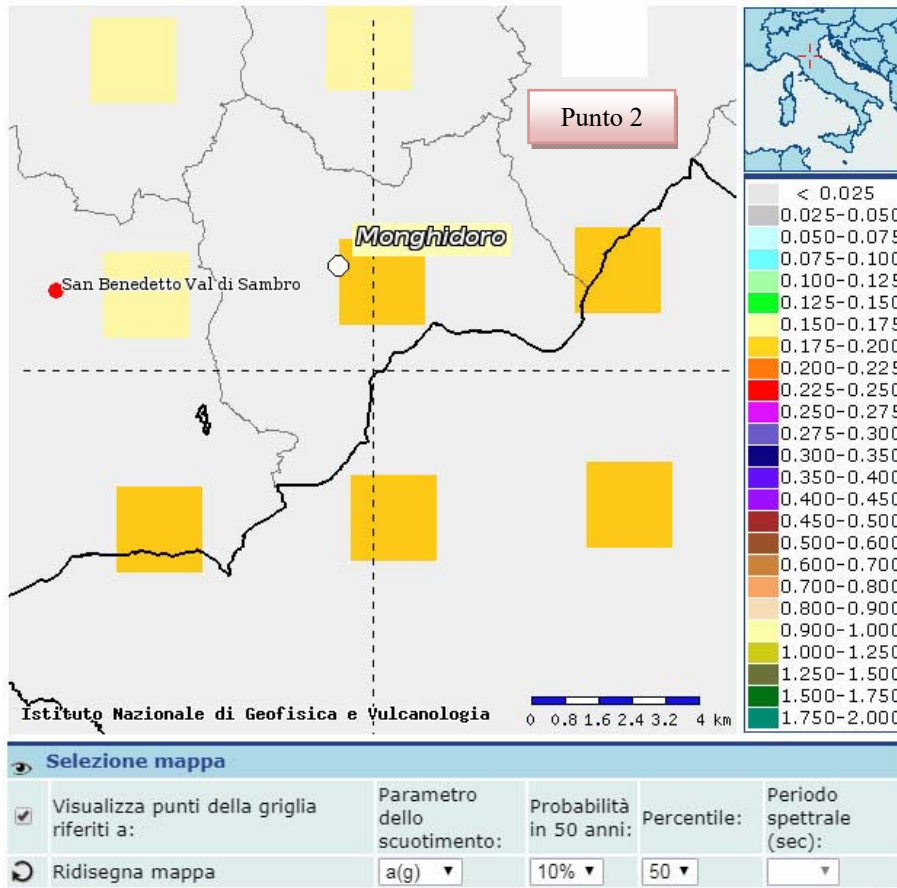 Punto 2
Monghidoro
San Benedetto Val di Sambro
Istituto Nazionale di Geofisica e Vulcanologia
0 0.8 1.6 2.4 3.2 4 km
< 0.025
0.025-0.050
0.050-0.075
0.075-0.100
0.100-0.125
0.125-0.150
0.150-0.175
0.175-0.200
0.200-0.225
0.225-0.250
0.250-0.275
0.275-0.300
0.300-0.350
0.350-0.400
0.400-0.450
0.450-0.500
0.500-0.600
0.600-0.700
0.700-0.800
0.800-0.900
0.900-1.000
1.000-1.250
1.250-1.500
1.500-1.750
1.750-2.000
Selezione mappa
Visualizza punti della griglia
riferiti a:
Parametro
dello
scuotimento:
Probabilità
in 50 anni:
Percentile:
Periodo
spettrale
(sec):
Ridisegna mappa
a(g)
10%
50